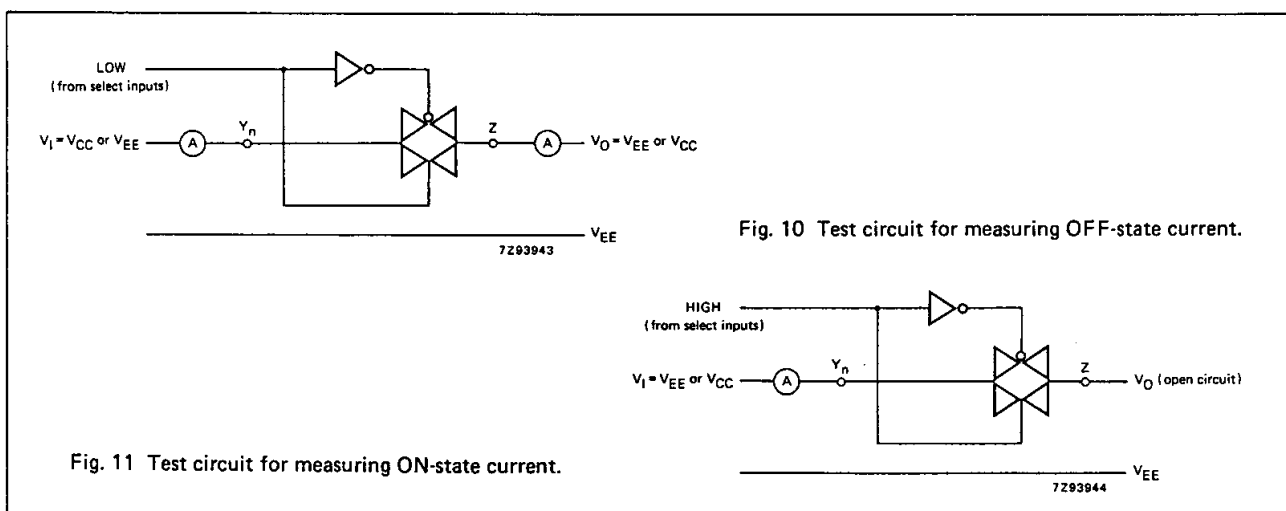 LOW
(from select inputs)
V_I = V_CC or V_EE
A
Y_n
Z
A
V_O = V_EE or V_CC
V_EE
7Z93943
Fig. 10 Test circuit for measuring OFF-state current.
HIGH
(from select inputs)
V_I = V_EE or V_CC
A
Y_n
Z
V_O (open circuit)
V_EE
7Z93944
Fig. 11 Test circuit for measuring ON-state current.